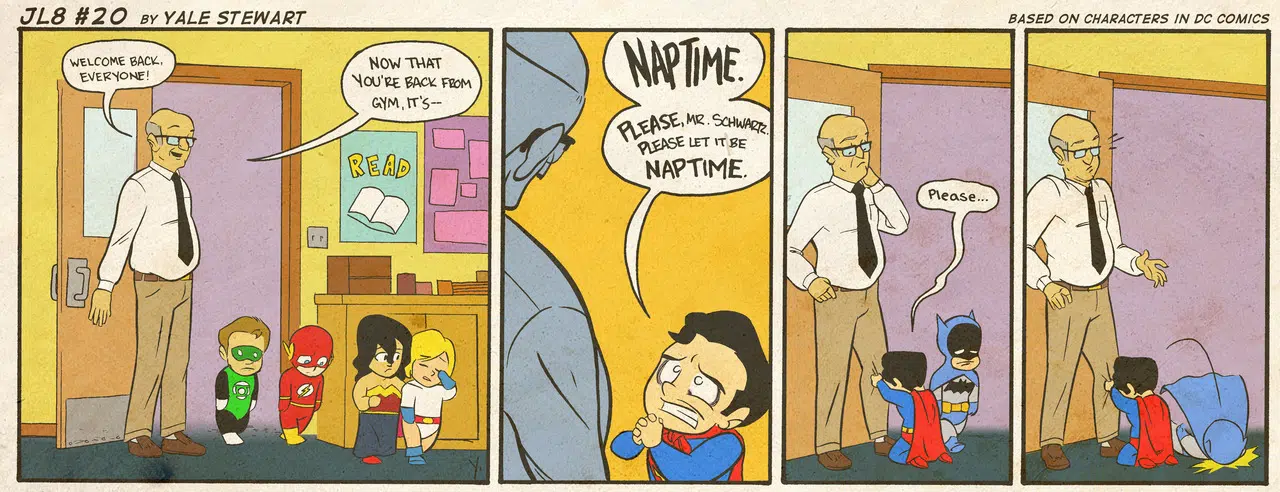 JL8 #20 BY YALE STEWART
BASED ON CHARACTERS IN DC COMICS
WELCOME BACK,
EVERYONE!
NOW THAT
YOU'RE BACK FROM
GYM, IT'S--
READ
NAPTIME.
PLEASE, MR. SCHWARTZ.
PLEASE LET IT BE
NAPTIME.
Please...